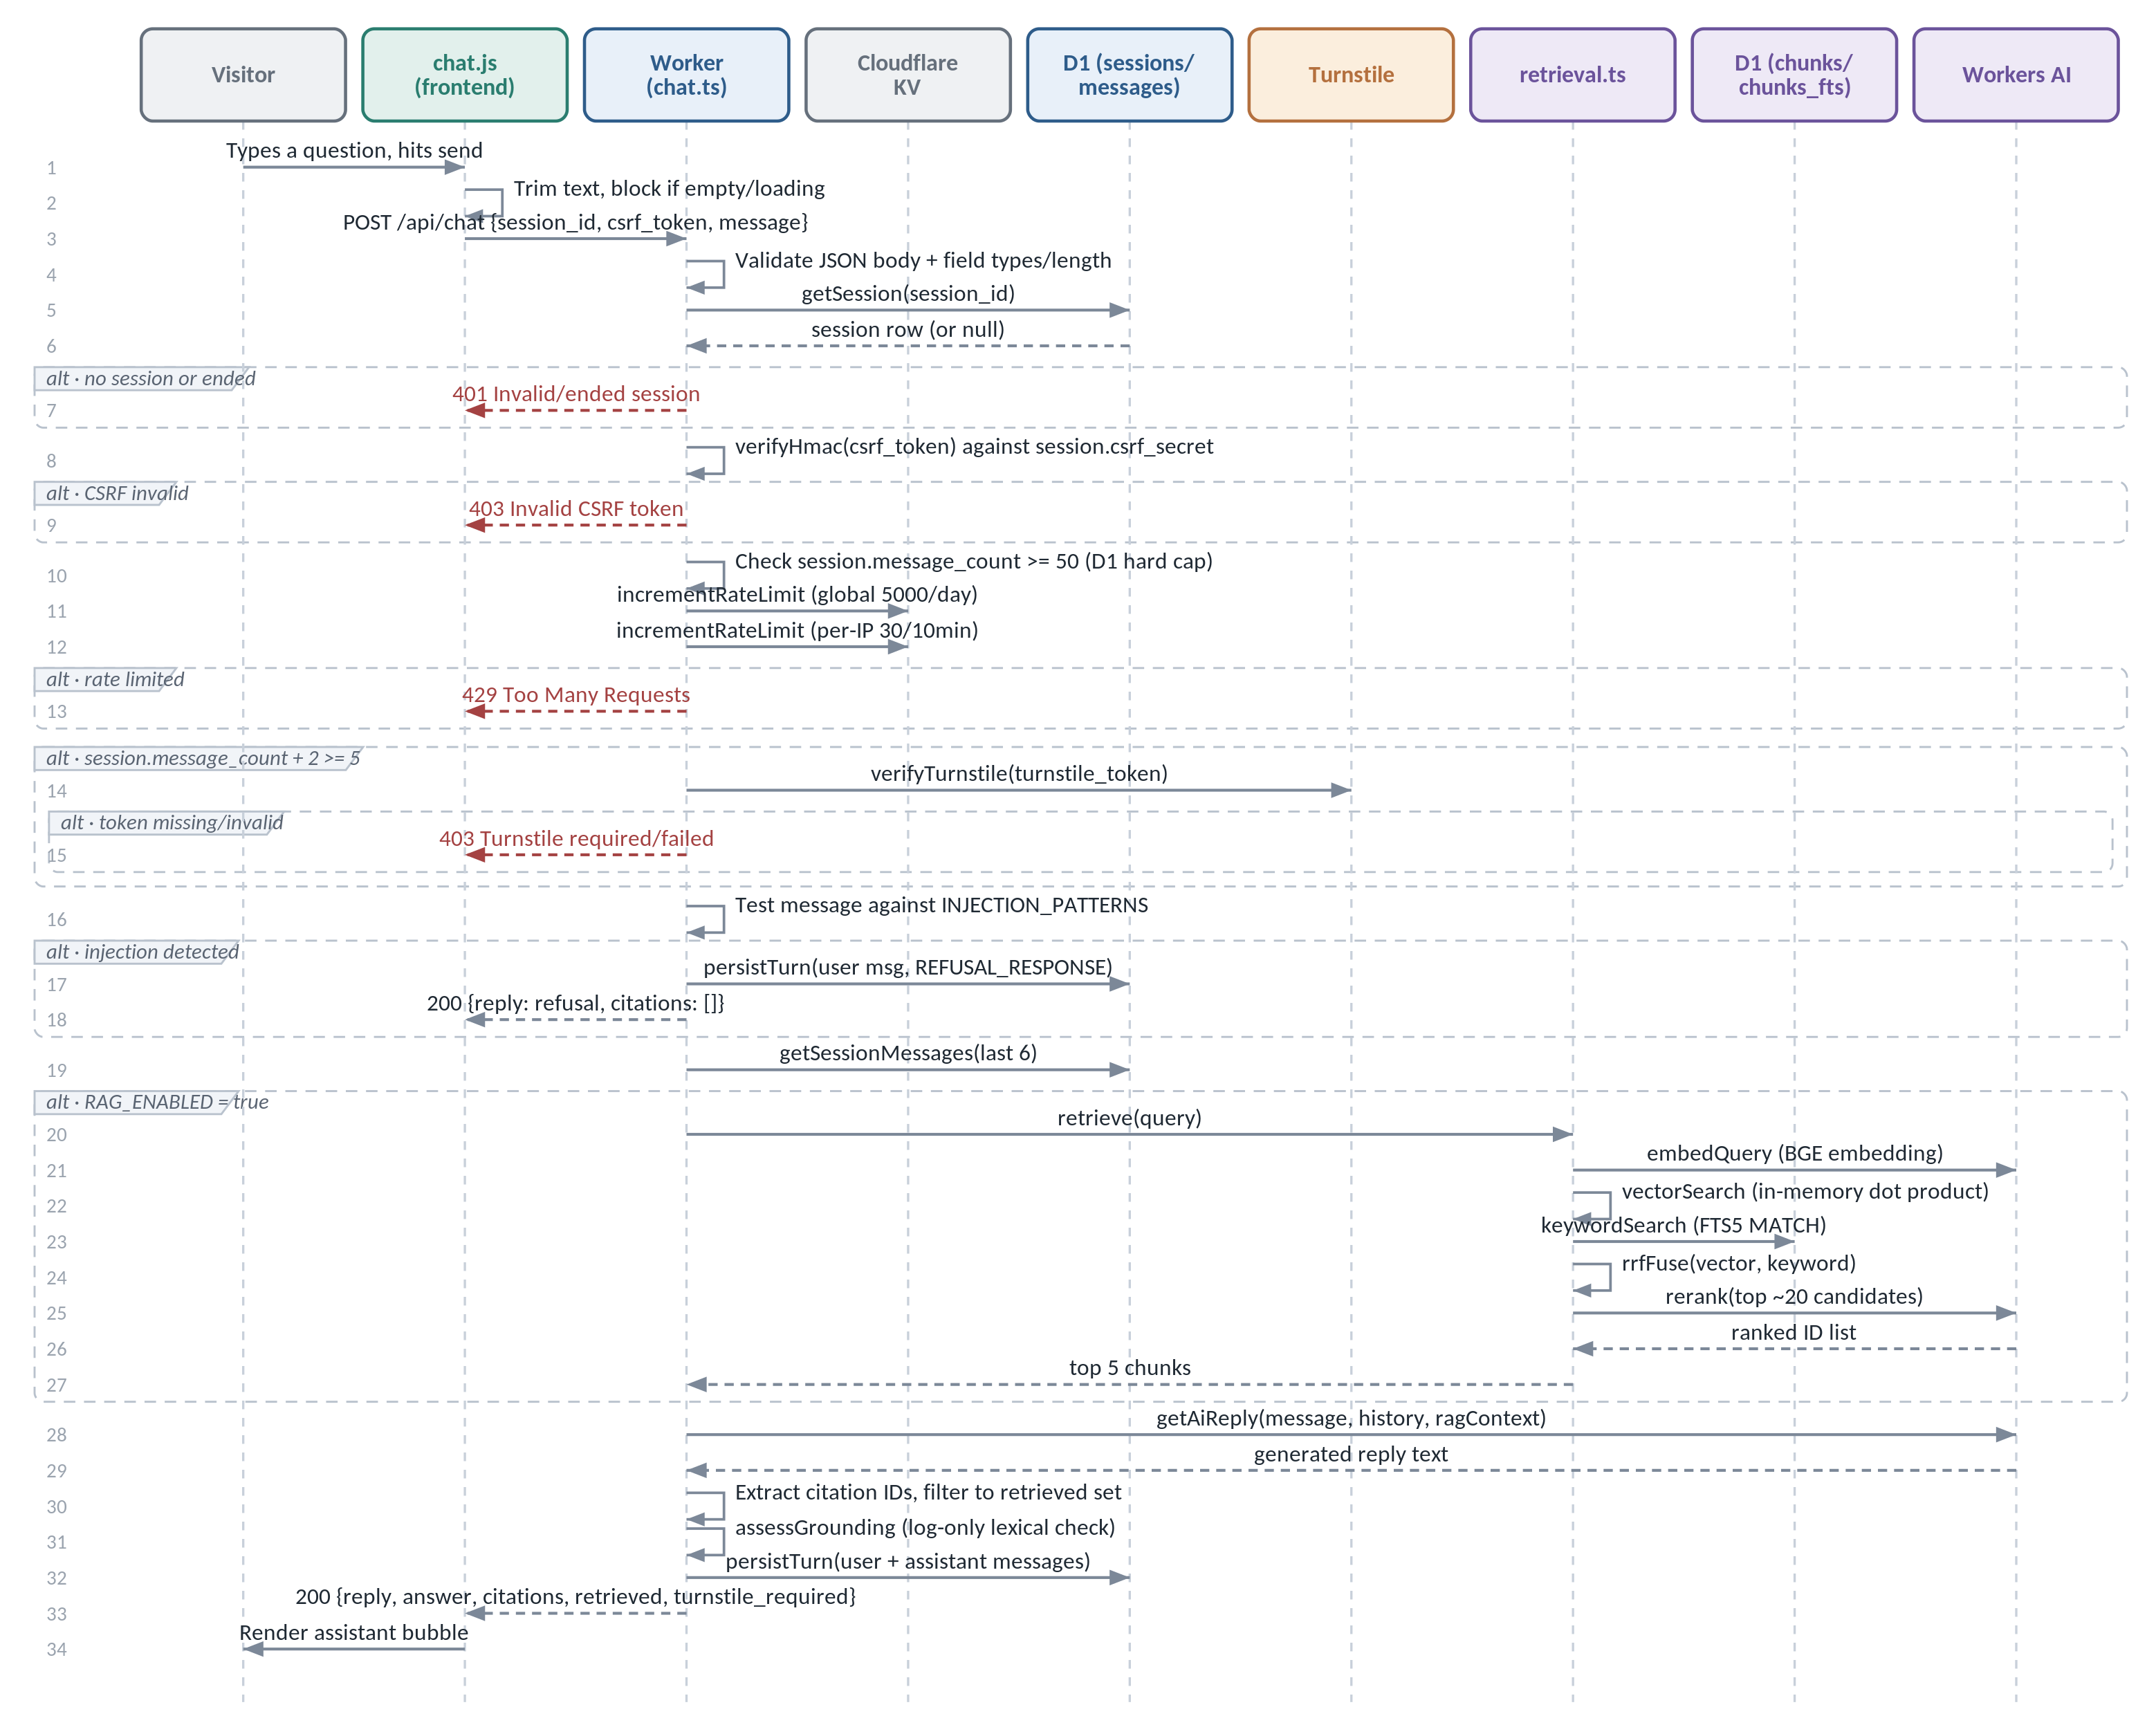 Visitor
chat.js
(frontend)
Worker
(chat.ts)
Cloudflare
KV
D1 (sessions/
messages)
Turnstile
retrieval.ts
D1 (chunks/
chunks_fts)
Workers AI
Types a question, hits send
1
Trim text, block if empty/loading
2
POST /api/chat {session_id, csrf_token, message}
3
Validate JSON body + field types/length
4
getSession(session_id)
5
session row (or null)
6
alt · no session or ended
401 Invalid/ended session
7
verifyHmac(csrf_token) against session.csrf_secret
8
alt · CSRF invalid
403 Invalid CSRF token
9
Check session.message_count >= 50 (D1 hard cap)
10
incrementRateLimit (global 5000/day)
11
incrementRateLimit (per-IP 30/10min)
12
alt · rate limited
429 Too Many Requests
13
alt · session.message_count + 2 >= 5
verifyTurnstile(turnstile_token)
14
alt · token missing/invalid
403 Turnstile required/failed
15
Test message against INJECTION_PATTERNS
16
alt · injection detected
persistTurn(user msg, REFUSAL_RESPONSE)
17
200 {reply: refusal, citations: []}
18
getSessionMessages(last 6)
19
alt · RAG_ENABLED = true
retrieve(query)
20
embedQuery (BGE embedding)
21
vectorSearch (in-memory dot product)
22
keywordSearch (FTS5 MATCH)
23
rrfFuse(vector, keyword)
24
rerank(top ~20 candidates)
25
ranked ID list
26
top 5 chunks
27
getAiReply(message, history, ragContext)
28
generated reply text
29
Extract citation IDs, filter to retrieved set
30
assessGrounding (log-only lexical check)
31
persistTurn(user + assistant messages)
32
200 {reply, answer, citations, retrieved, turnstile_required}
33
Render assistant bubble
34